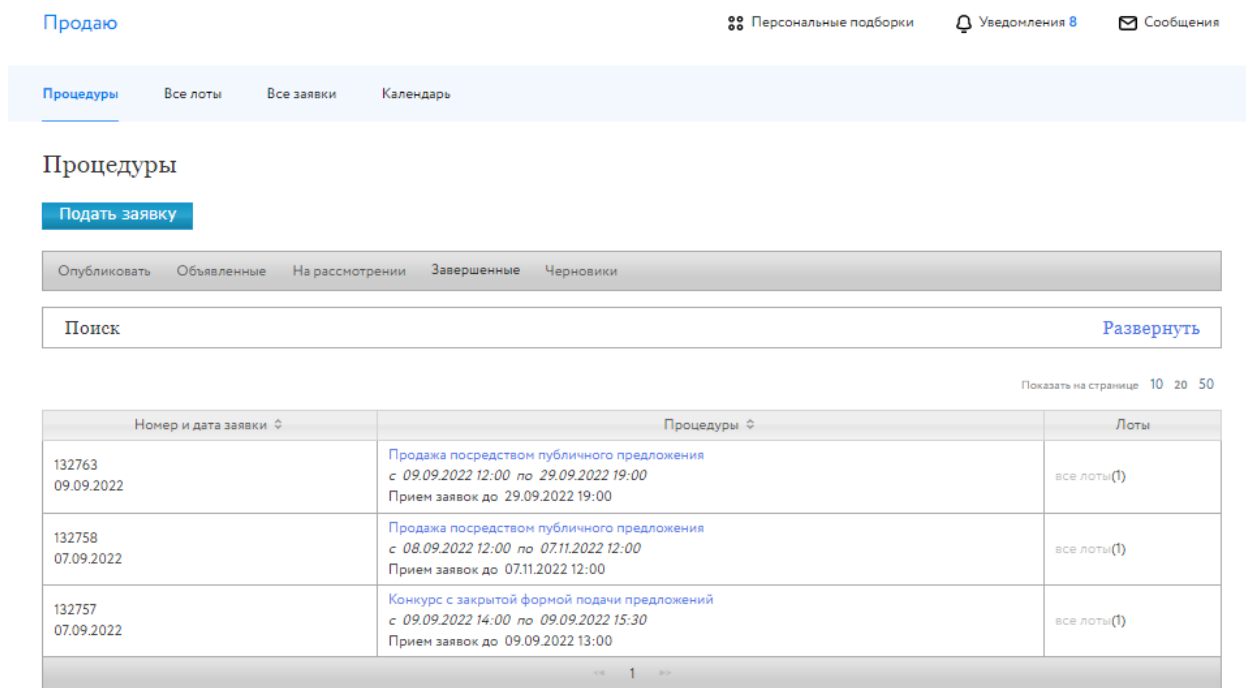 Продаю
Персональные подборки
Уведомления 8
Сообщения
Процедуры
Все лоты
Все заявки
Календарь
Процедуры
Подать заявку
Опубликовать
Объявленные
На рассмотрении
Завершенные
Черновики
Поиск
Развернуть
Показать на странице 10 20 50
Номер и дата заявки
Процедуры
Лоты
132763
09.09.2022
Продажа посредством публичного предложения
с 09.09.2022 12:00 по 29.09.2022 19:00
Прием заявок до 29.09.2022 19:00
все лоты(1)
132758
07.09.2022
Продажа посредством публичного предложения
с 08.09.2022 12:00 по 07.11.2022 12:00
Прием заявок до 07.11.2022 12:00
все лоты(1)
132757
07.09.2022
Конкурс с закрытой формой подачи предложений
с 09.09.2022 14:00 по 09.09.2022 15:30
Прием заявок до 09.09.2022 13:00
все лоты(1)
<< 1 >>